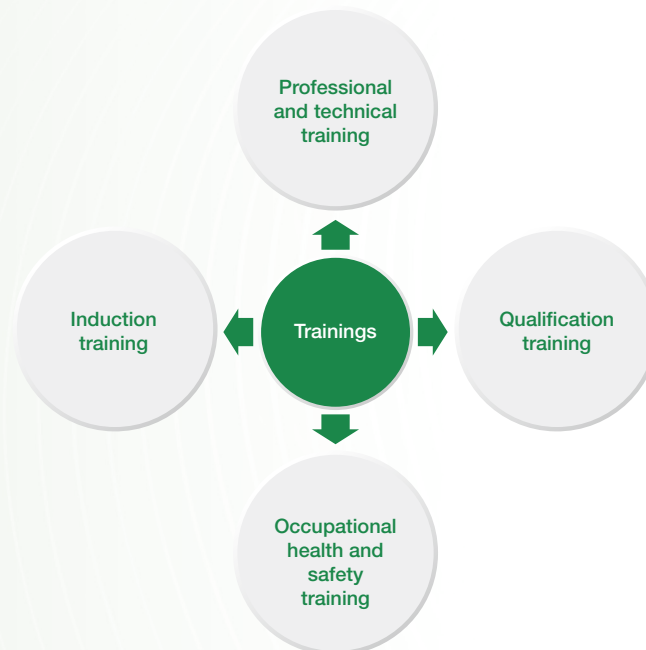 Professional
and technical
training
Induction
training
Trainings
Qualification
training
Occupational
health and
safety
training